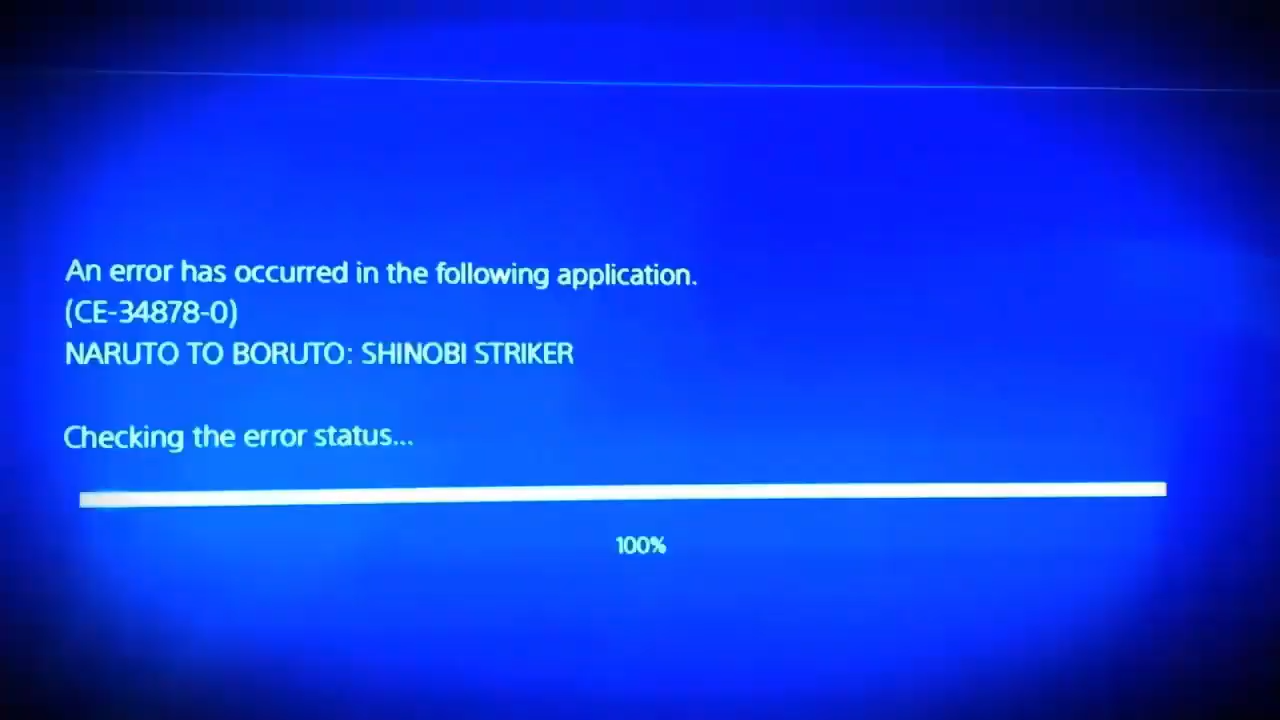 An error has occurred in the following application.
(CE-34878-0)
NARUTO TO BORUTO: SHINOBI STRIKER
Checking the error status...
100%